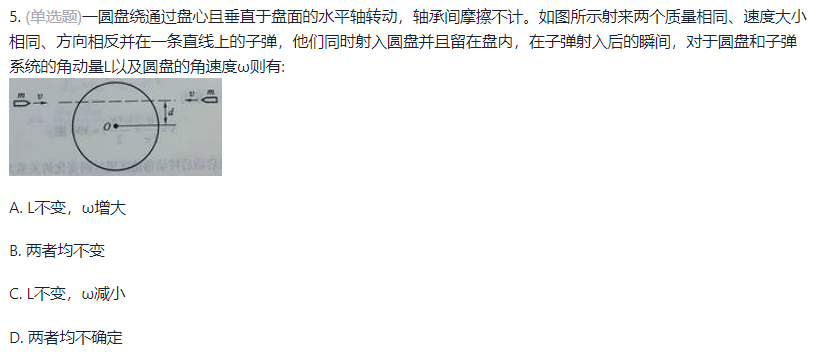 5. (单选题)一圆盘绕通过盘心且垂直于盘面的水平轴转动，轴承间摩擦不计。如图所示射来两个质量相同、速度大小
相同、方向相反并在一条直线上的子弹，他们同时射入圆盘并且留在盘内，在子弹射入后的瞬间，对于圆盘和子弹
系统的角动量L以及圆盘的角速度ω则有:
m v v m
d
O
A. L不变，ω增大
B. 两者均不变
C. L不变，ω减小
D. 两者均不确定